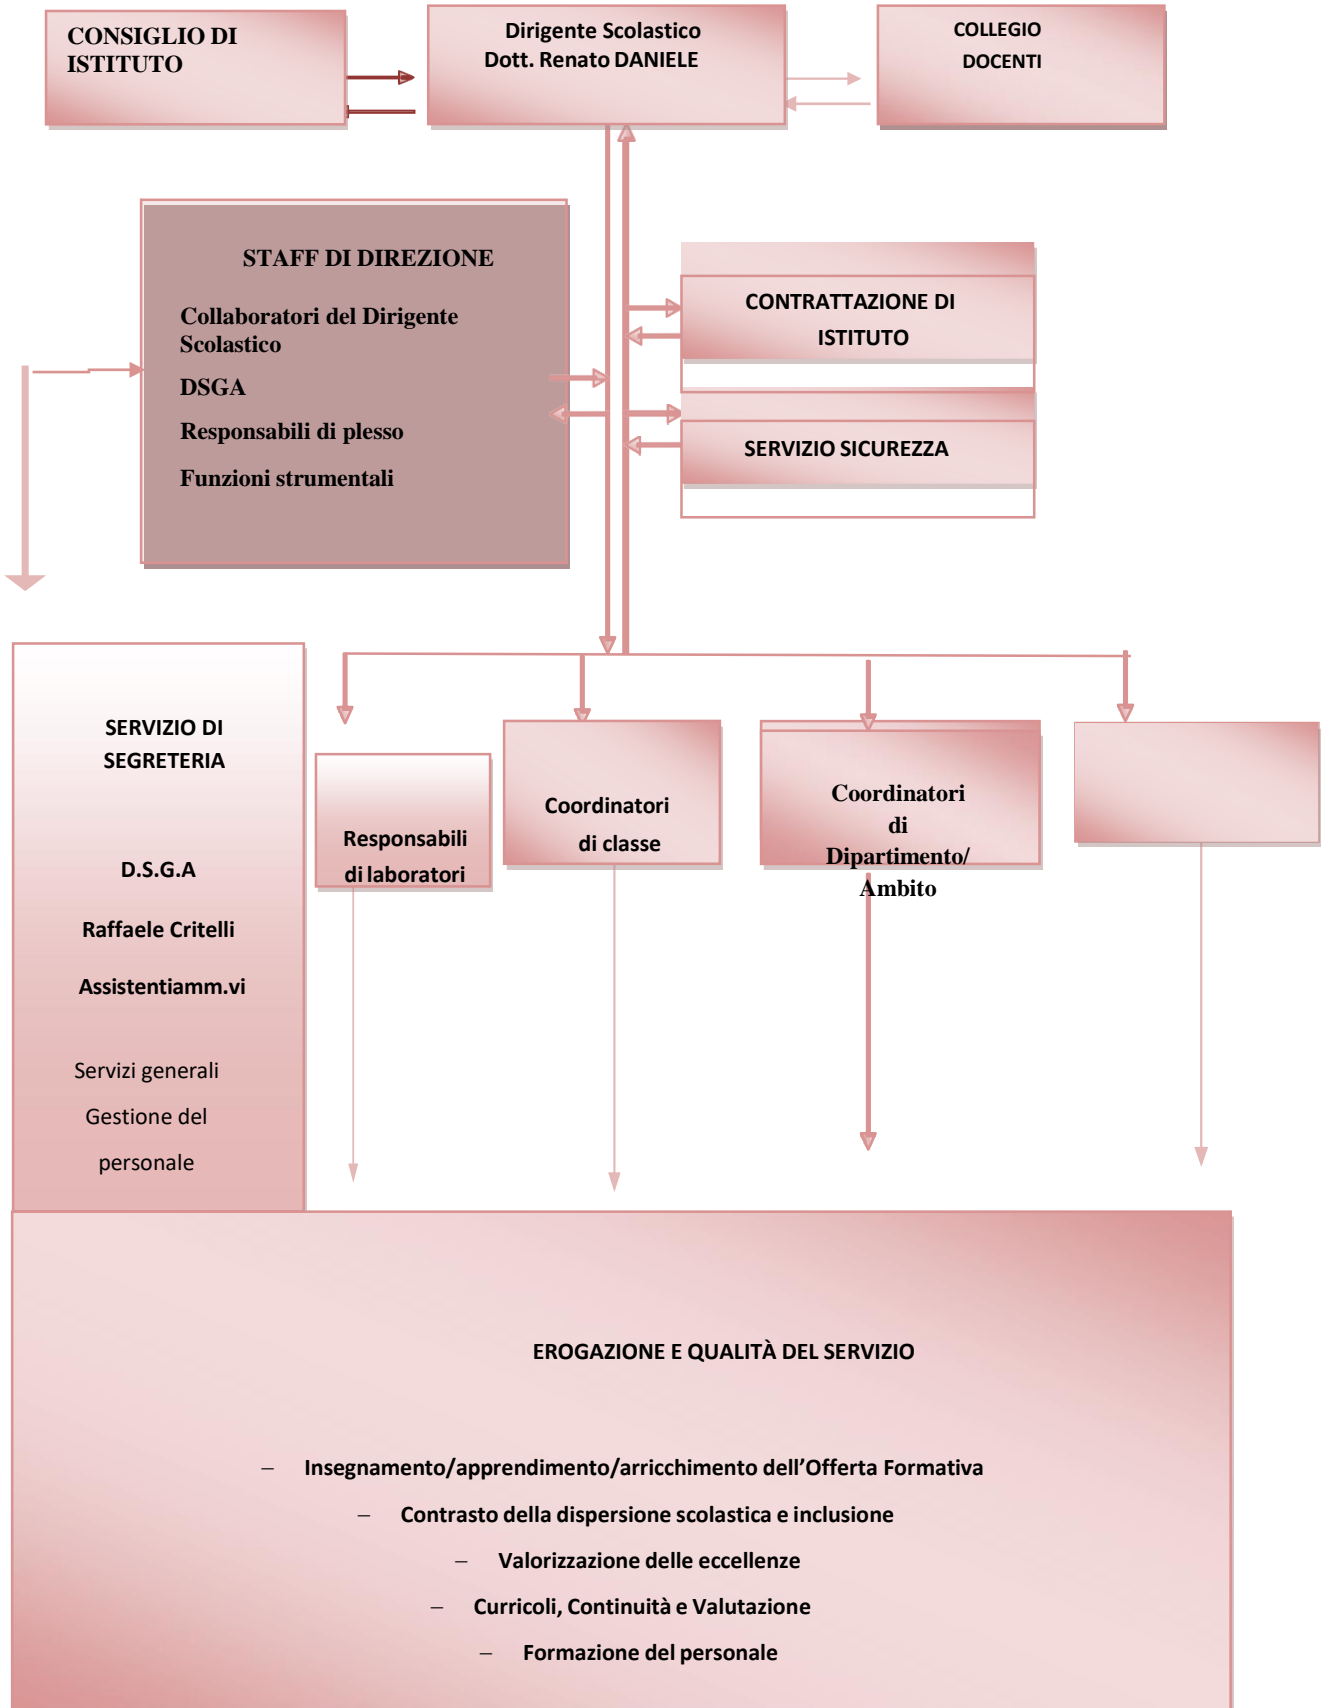 CONSIGLIO DI
ISTITUTO
Dirigente Scolastico
Dott. Renato DANIELE
COLLEGIO
DOCENTI
STAFF DI DIREZIONE
Collaboratori del Dirigente
Scolastico
DSGA
Responsabili di plesso
Funzioni strumentali
CONTRATTAZIONE DI
ISTITUTO
SERVIZIO SICUREZZA
SERVIZIO DI
SEGRETERIA
D.S.G.A
Raffaele Critelli
Assistentiamm.vi
Servizi generali
Gestione del
personale
Responsabili
di laboratori
Coordinatori
di classe
Coordinatori
di
Dipartimento/
Ambito
EROGAZIONE E QUALITÀ DEL SERVIZIO
– Insegnamento/apprendimento/arricchimento dell’Offerta Formativa
– Contrasto della dispersione scolastica e inclusione
– Valorizzazione delle eccellenze
– Curricoli, Continuità e Valutazione
– Formazione del personale